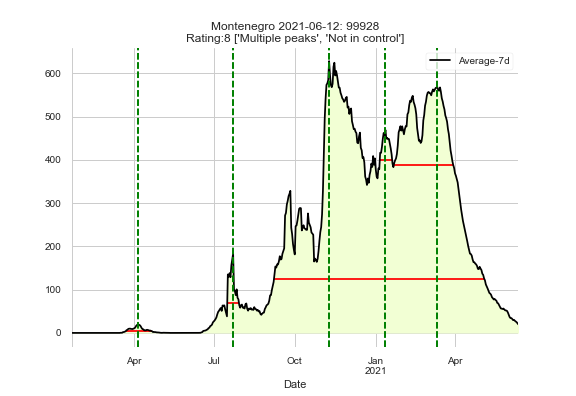 Montenegro 2021-06-12: 99928
Rating:8 ['Multiple peaks', 'Not in control']
Average-7d
600
500
400
300
200
100
0
Apr
Jul
Oct
Jan
2021
Apr
Date